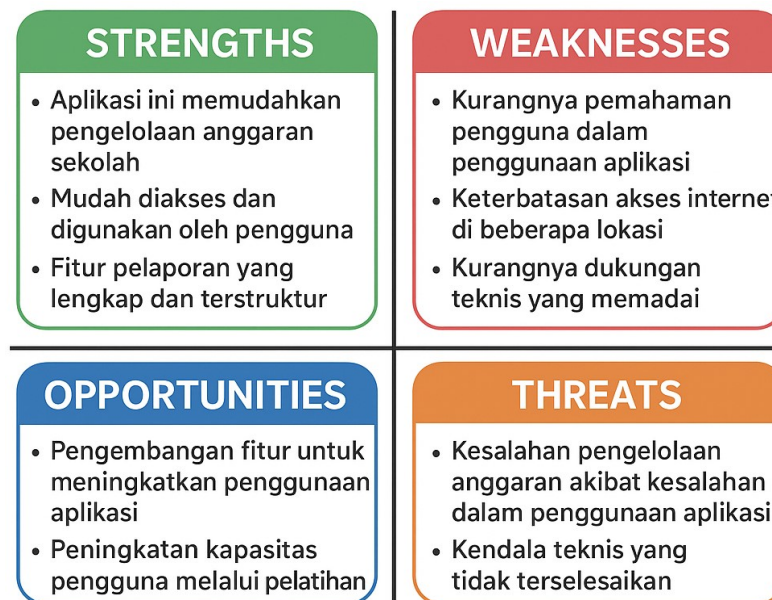 STRENGTHS
• Aplikasi ini memudahkan
pengelolaan anggaran
sekolah
• Mudah diakses dan
digunakan oleh pengguna
• Fitur pelaporan yang
lengkap dan terstruktur
WEAKNESSES
• Kurangnya pemahaman
pengguna dalam
penggunaan aplikasi
• Keterbatasan akses internet
di beberapa lokasi
• Kurangnya dukungan
teknis yang memadai
OPPORTUNITIES
• Pengembangan fitur untuk
meningkatkan penggunaan
aplikasi
• Peningkatan kapasitas
pengguna melalui pelatihan
THREATS
• Kesalahan pengelolaan
anggaran akibat kesalahan
dalam penggunaan aplikasi
• Kendala teknis yang
tidak terselesaikan